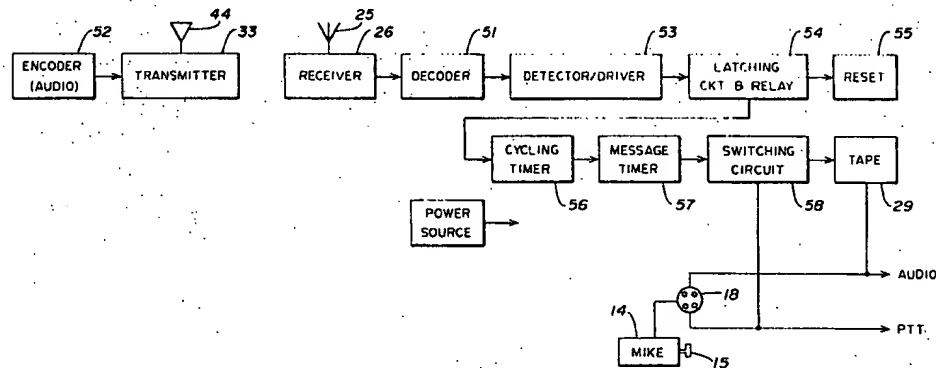 44
25
52
33
26
51
53
54
55
ENCODER
(AUDIO)
TRANSMITTER
RECEIVER
DECODER
DETECTOR/DRIVER
LATCHING
CKT B RELAY
RESET
CYCLING
TIMER
MESSAGE
TIMER
SWITCHING
CIRCUIT
TAPE
56
57
58
29
POWER
SOURCE
AUDIO
18
14
PTT.
MIKE
15